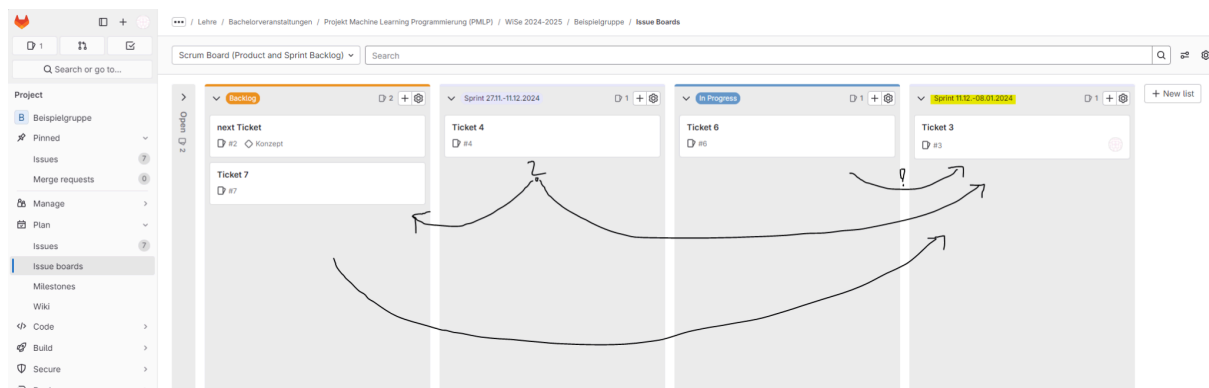 ••• / Lehre / Bachelorveranstaltungen / Projekt Machine Learning Programmierung (PMLP) / WiSe 2024-2025 / Beispielgruppe / Issue Boards
1
Search or go to...
Project
B Beispielgruppe
Pinned
Issues 7
Merge requests 0
Manage
Plan
Issues 7
Issue boards
Milestones
Wiki
Code
Build
Secure
Scrum Board (Product and Sprint Backlog)
Search
Open 2
Backlog 2
next Ticket
#2 Konzept
Ticket 7
#7
Sprint 27.11.-11.12.2024 1
Ticket 4
#4
In Progress 1
Ticket 6
#6
Sprint 11.12.-08.01.2024 1
Ticket 3
#3
+ New list
?
!